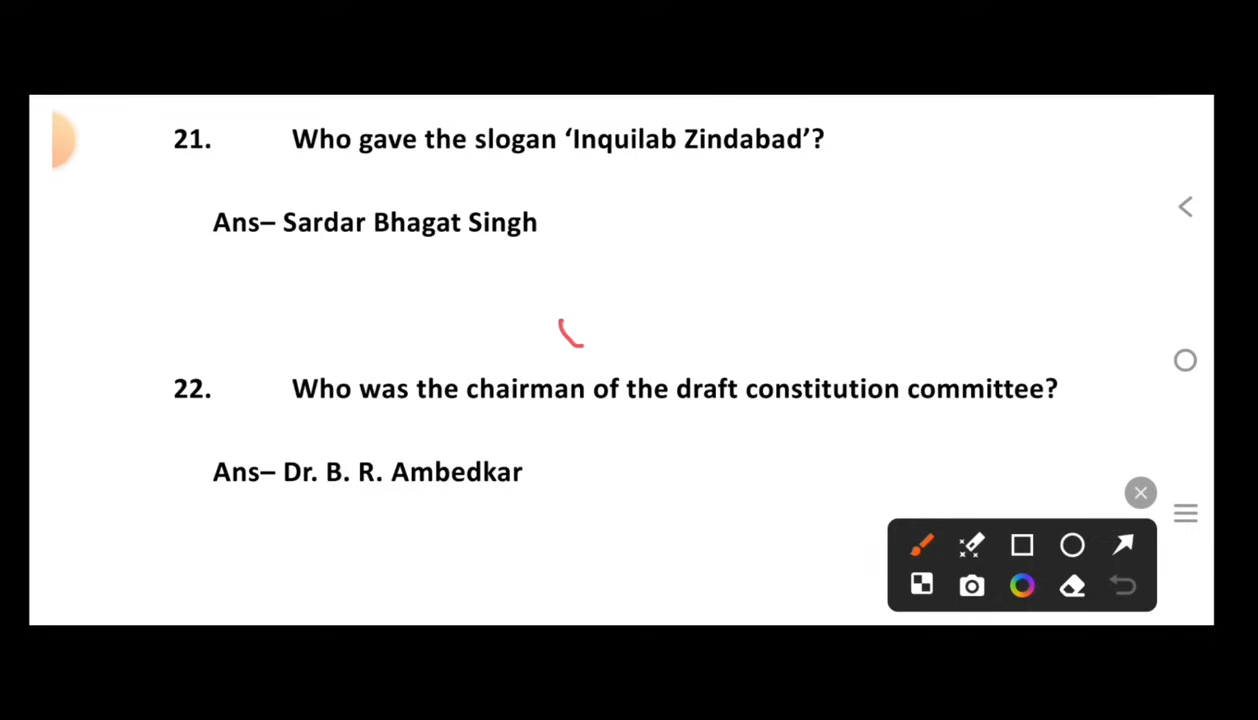 21. Who gave the slogan ‘Inquilab Zindabad’?
Ans– Sardar Bhagat Singh
22. Who was the chairman of the draft constitution committee?
Ans– Dr. B. R. Ambedkar